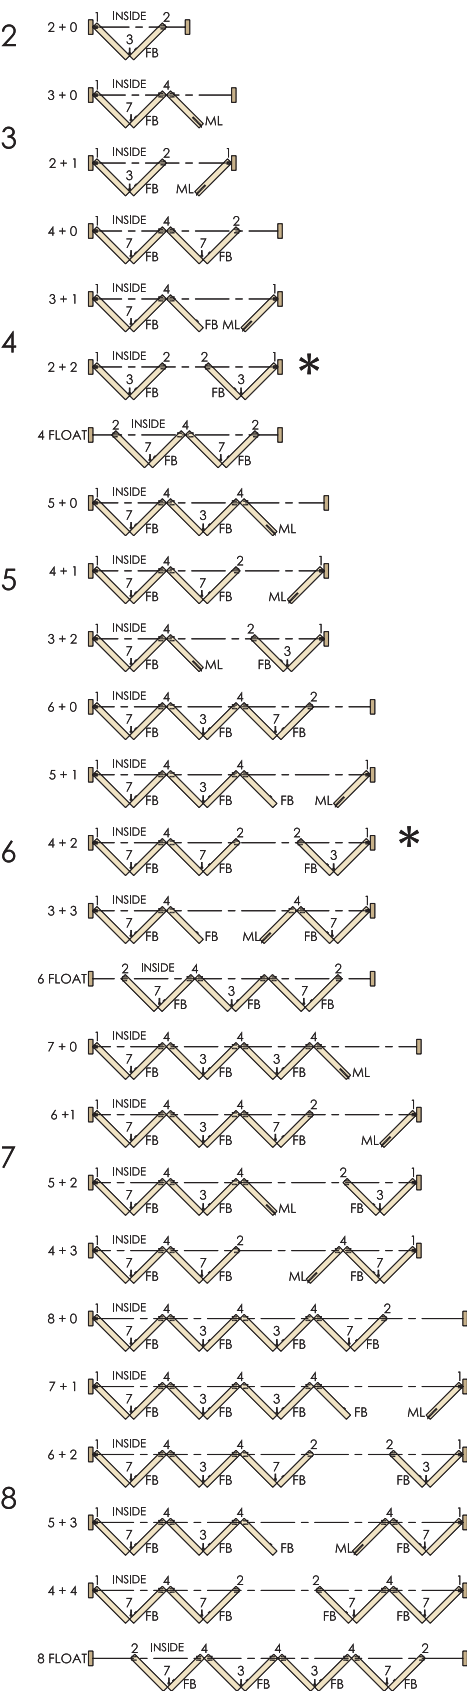 1 INSIDE 2
2
2 + 0
3
FB
1 INSIDE 4
3 + 0
7
FB ML
3
1 INSIDE 2 1
2 + 1
3
FB ML
1 INSIDE 4 2
4 + 0
7 7
FB FB
1 INSIDE 4 1
3 + 1
7
FB FB ML
4
1 INSIDE 2 2 1
2 + 2 *
3 3
FB FB
2 INSIDE 4 2
4 FLOAT
7 7
FB FB
1 INSIDE 4 4
5 + 0
7 3
FB FB ML
5
1 INSIDE 4 2 1
4 + 1
7 7
FB FB ML
1 INSIDE 4 2 1
3 + 2
7 3
FB ML FB
1 INSIDE 4 4 2
6 + 0
7 3 7
FB FB FB
1 INSIDE 4 4 1
5 + 1
7 3
FB FB FB ML
6
1 INSIDE 4 2 2 1
4 + 2 *
7 7 3
FB FB FB
1 INSIDE 4 4 1
3 + 3
7 7
FB FB ML FB
2 INSIDE 4 2
6 FLOAT
7 3 7
FB FB FB
1 INSIDE 4 4 4
7 + 0
7 3 3
FB FB FB ML
1 INSIDE 4 4 2 1
6 +1
7 3 7
FB FB FB ML
7
1 INSIDE 4 4 2 1
5 + 2
7 3 3
FB FB ML FB
1 INSIDE 4 2 4 1
4 + 3
7 7 7
FB FB ML FB
1 INSIDE 4 4 4 2
8 + 0
7 3 3 7
FB FB FB FB
1 INSIDE 4 4 4 1
7 + 1
7 3 3
FB FB FB FB ML
1 INSIDE 4 4 2 2 1
6 + 2
7 3 7 3
FB FB FB FB
8
1 INSIDE 4 4 4 1
5 + 3
7 3 7
FB FB FB ML FB
1 INSIDE 4 2 2 4 1
4 + 4
7 7 7 7
FB FB FB FB
2 INSIDE 4 4 4 2
8 FLOAT
7 3 3 7
FB FB FB FB